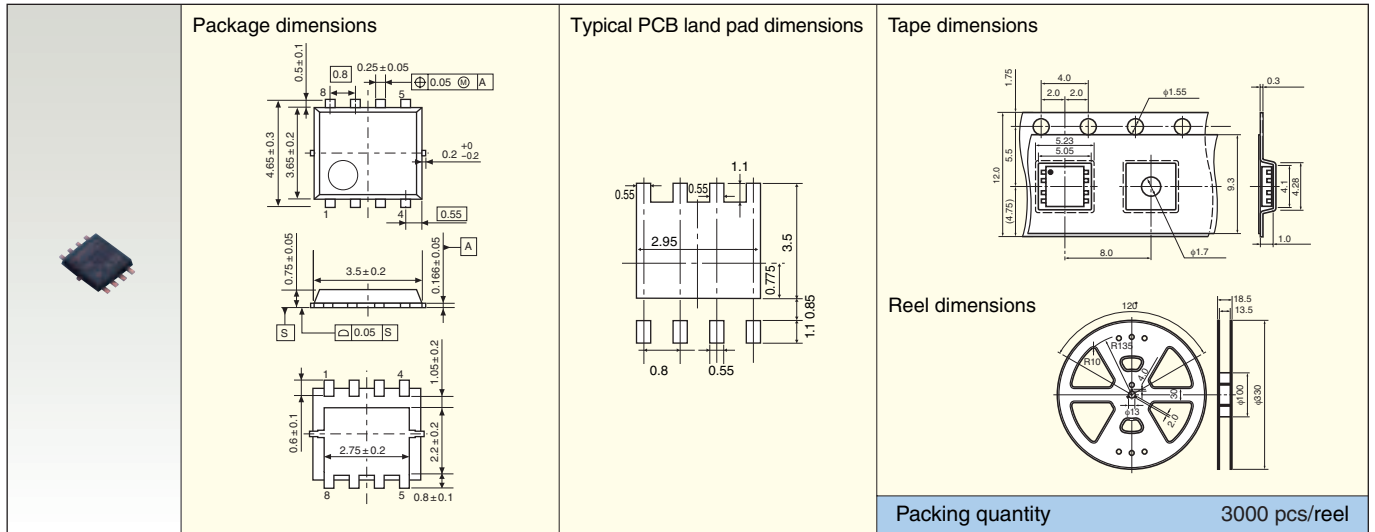 Package dimensions
0.5±0.1
0.8
0.25±0.05
⌖ 0.05 Ⓜ A
8
5
4.65±0.3
3.65±0.2
0.2 +0 −0.2
1
4
0.55
0.75±0.05
3.5±0.2
0.166±0.05
A
S
⌓ 0.05 S
1
4
1.05±0.2
0.6±0.1
2.75±0.2
2.2±0.2
8
5
0.8±0.1
Typical PCB land pad dimensions
1.1
0.55
0.55
2.95
3.5
0.775
0.85
1.1
0.8
0.55
Tape dimensions
1.75
4.0
2.0
2.0
φ1.55
0.3
5.23
5.05
12.0
5.5
(4.75)
9.3
4.1
4.28
8.0
φ1.7
1.0
Reel dimensions
120°
18.5
13.5
R135
R10
4.0
30
φ13
2.0
φ100
φ330
Packing quantity
3000 pcs/reel